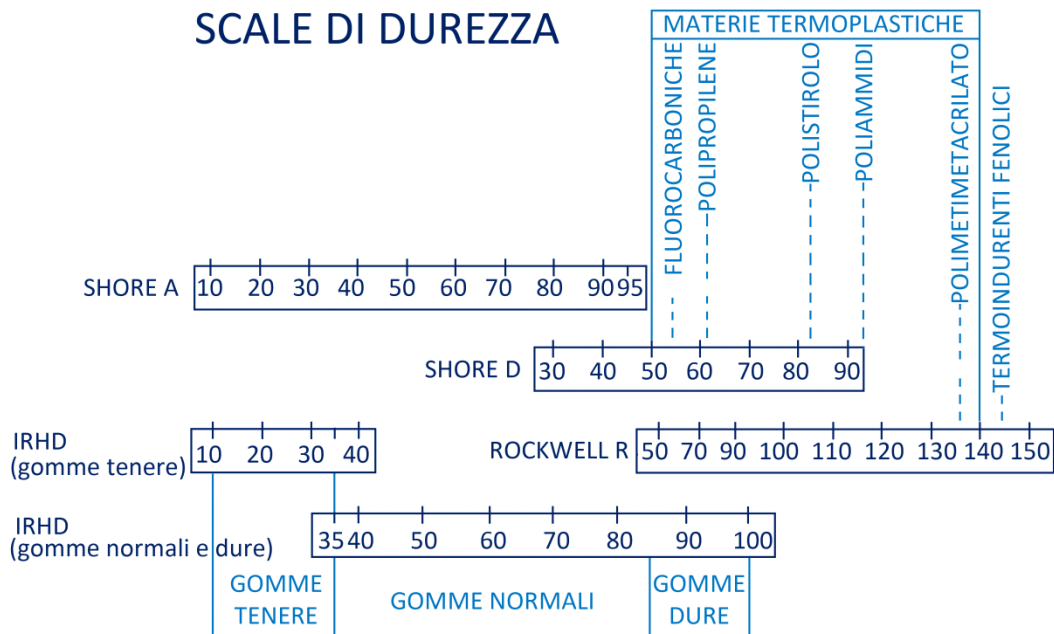 SCALE DI DUREZZA
MATERIE TERMOPLASTICHE
FLUOROCARBONICHE
POLIPROPILENE
POLISTIROLO
POLIAMMIDI
POLIMETIMETACRILATO
TERMOINDURENTI FENOLICI
SHORE A
10 20 30 40 50 60 70 80 90 95
SHORE D
30 40 50 60 70 80 90
IRHD
(gomme tenere)
10 20 30 40
ROCKWELL R
50 70 90 100 110 120 130 140 150
IRHD
(gomme normali e dure)
35 40 50 60 70 80 90 100
GOMME
TENERE
GOMME NORMALI
GOMME
DURE